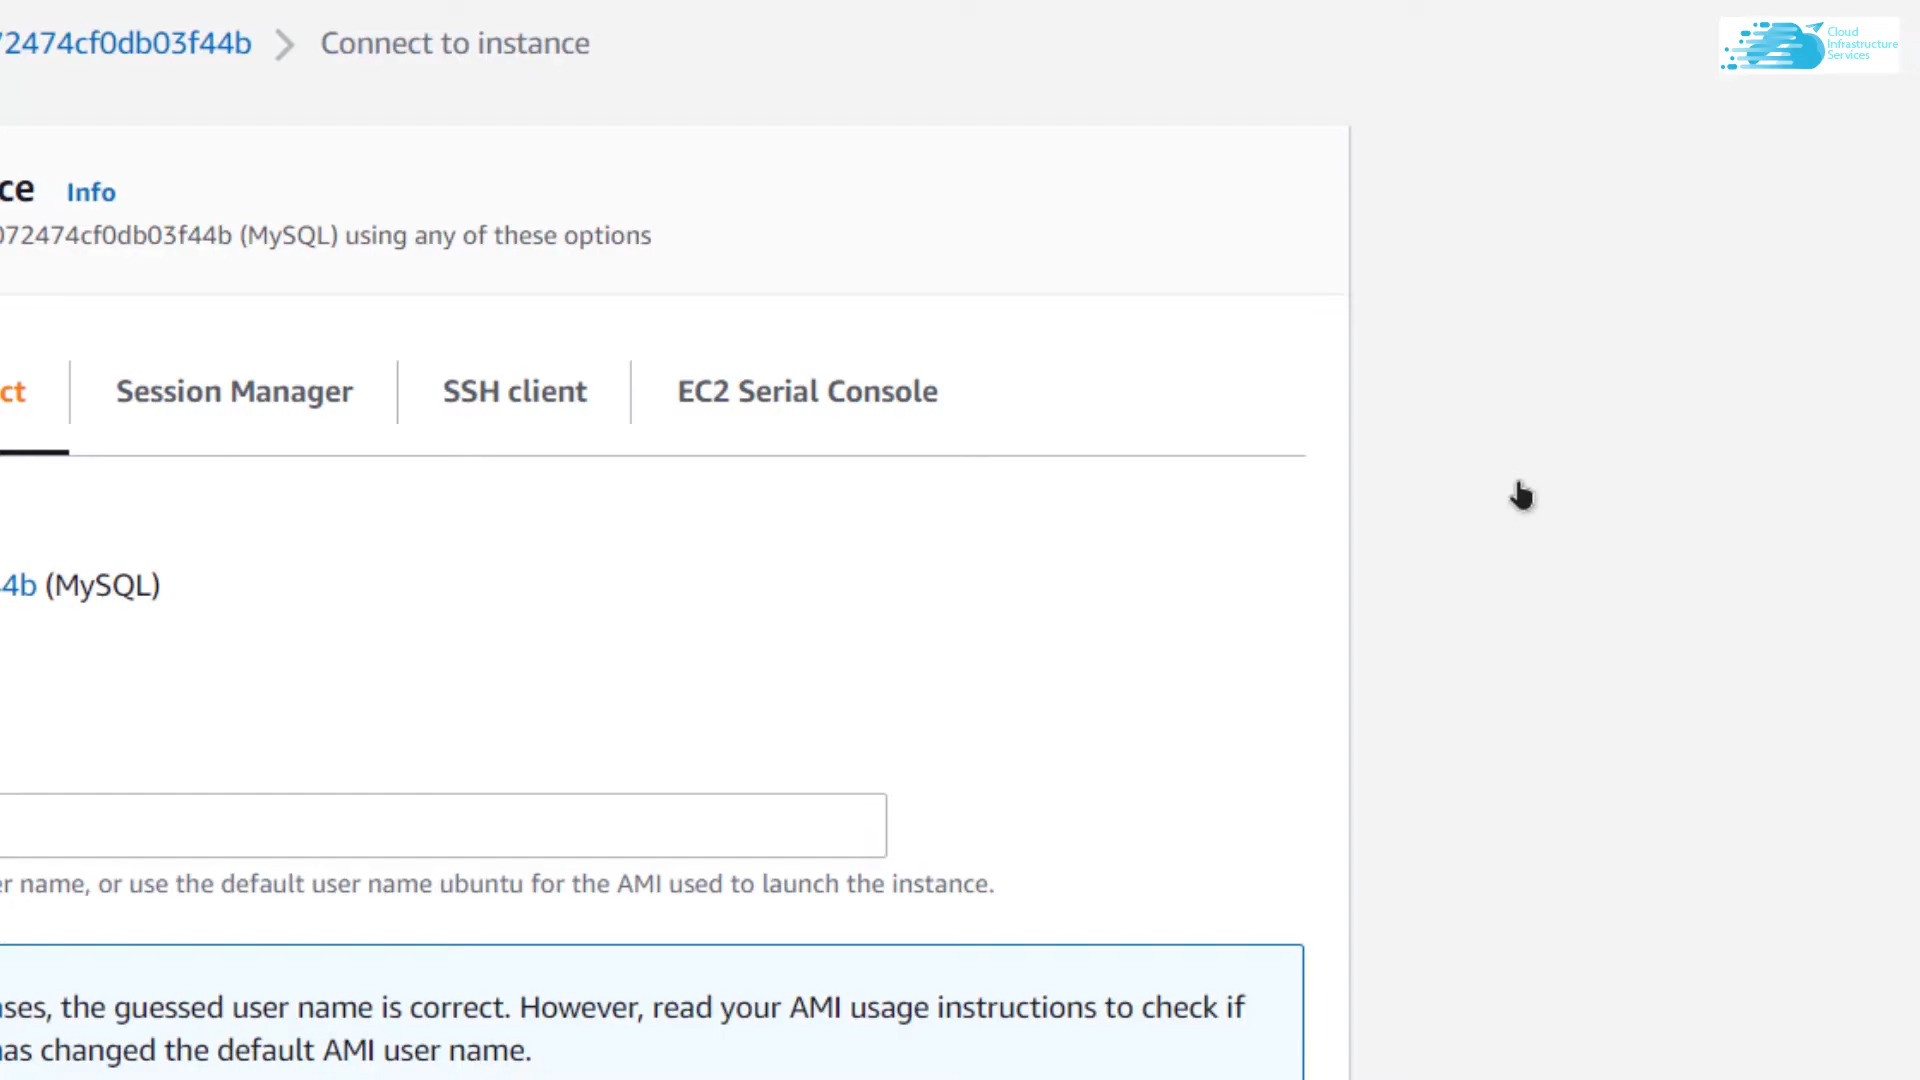 72474cf0db03f44b > Connect to instance
Cloud
Infrastructure
Services
ce Info
072474cf0db03f44b (MySQL) using any of these options
ct
Session Manager
SSH client
EC2 Serial Console
44b (MySQL)
er name, or use the default user name ubuntu for the AMI used to launch the instance.
ases, the guessed user name is correct. However, read your AMI usage instructions to check if
has changed the default AMI user name.